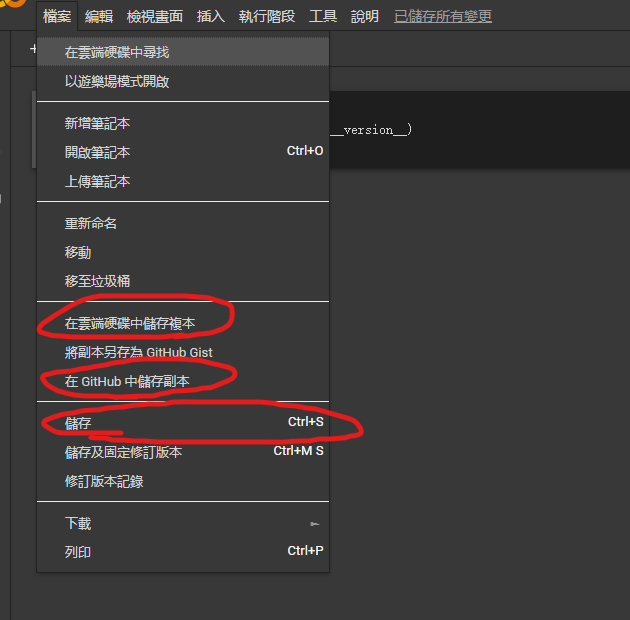 檔案 編輯 檢視畫面 插入 執行階段 工具 說明 已儲存所有變更
+
在雲端硬碟中尋找
以遊樂場模式開啟
新增筆記本
__version__)
開啟筆記本 Ctrl+O
上傳筆記本
重新命名
移動
移至垃圾桶
在雲端硬碟中儲存複本
將副本另存為 GitHub Gist
在 GitHub 中儲存副本
儲存 Ctrl+S
儲存及固定修訂版本 Ctrl+M S
修訂版本記錄
下載 ►
列印 Ctrl+P